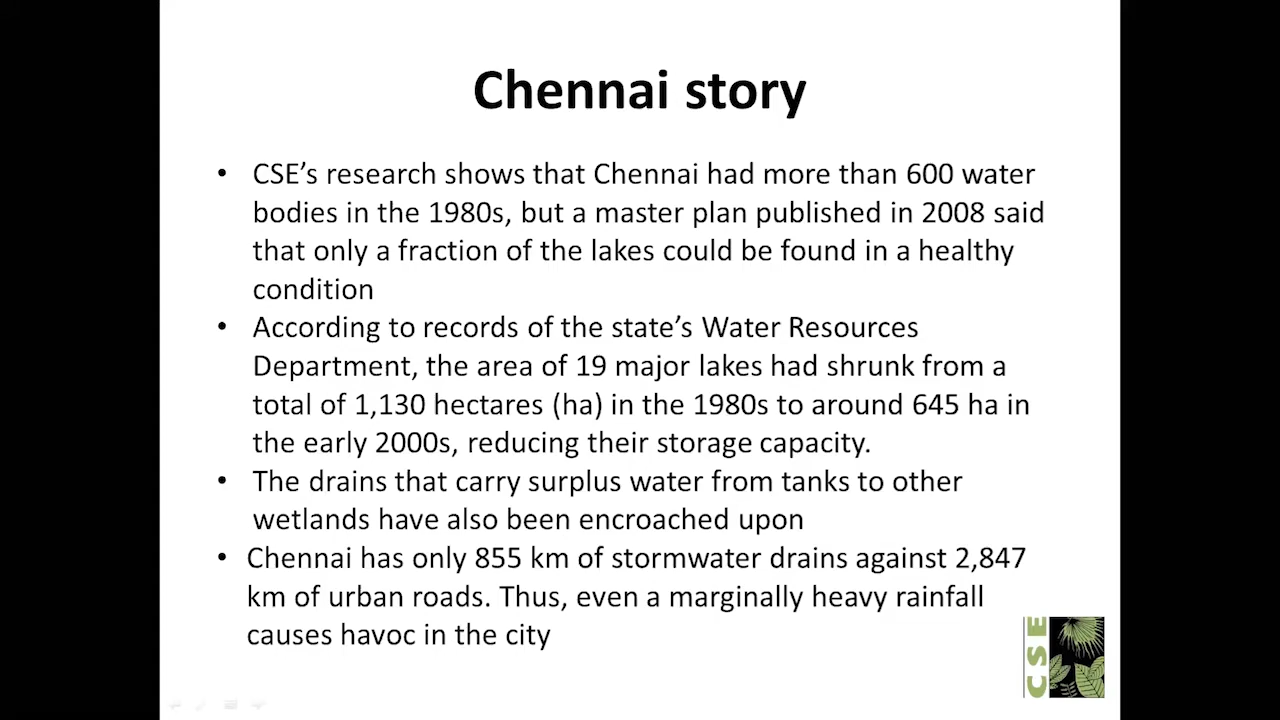 Chennai story
• CSE’s research shows that Chennai had more than 600 water
bodies in the 1980s, but a master plan published in 2008 said
that only a fraction of the lakes could be found in a healthy
condition
• According to records of the state’s Water Resources
Department, the area of 19 major lakes had shrunk from a
total of 1,130 hectares (ha) in the 1980s to around 645 ha in
the early 2000s, reducing their storage capacity.
• The drains that carry surplus water from tanks to other
wetlands have also been encroached upon
• Chennai has only 855 km of stormwater drains against 2,847
km of urban roads. Thus, even a marginally heavy rainfall
causes havoc in the city
CSE